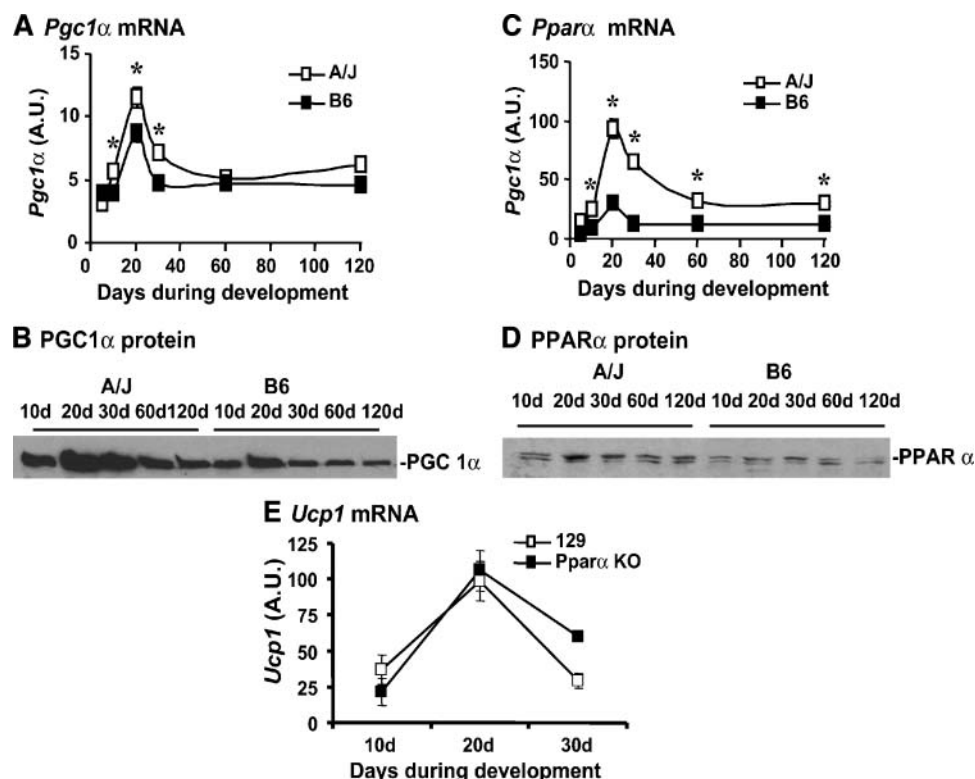 A Pgc1α mRNA
15
10
5
0
Pgc1α (A.U.)
* * *
A/J
B6
0 20 40 60 80 100 120
Days during development
C Pparα mRNA
150
100
50
0
Pgc1α (A.U.)
* * * * *
A/J
B6
0 20 40 60 80 100 120
Days during development
B PGC1α protein
A/J B6
10d 20d 30d 60d 120d 10d 20d 30d 60d 120d
-PGC 1α
D PPARα protein
A/J B6
10d 20d 30d 60d 120d 10d 20d 30d 60d 120d
-PPAR α
E Ucp1 mRNA
125
100
75
50
25
0
Ucp1 (A.U.)
129
Pparα KO
10d 20d 30d
Days during development